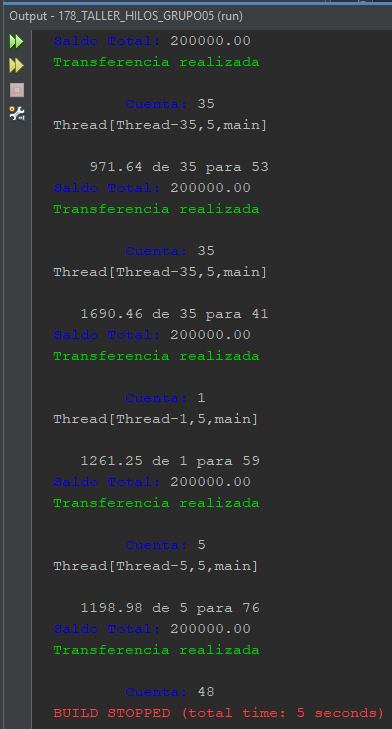 Output - 178_TALLER_HILOS_GRUPO05 (run)
Saldo Total: 200000.00
Transferencia realizada
Cuenta: 35
Thread[Thread-35,5,main]
971.64 de 35 para 53
Saldo Total: 200000.00
Transferencia realizada
Cuenta: 35
Thread[Thread-35,5,main]
1690.46 de 35 para 41
Saldo Total: 200000.00
Transferencia realizada
Cuenta: 1
Thread[Thread-1,5,main]
1261.25 de 1 para 59
Saldo Total: 200000.00
Transferencia realizada
Cuenta: 5
Thread[Thread-5,5,main]
1198.98 de 5 para 76
Saldo Total: 200000.00
Transferencia realizada
Cuenta: 48
BUILD STOPPED (total time: 5 seconds)